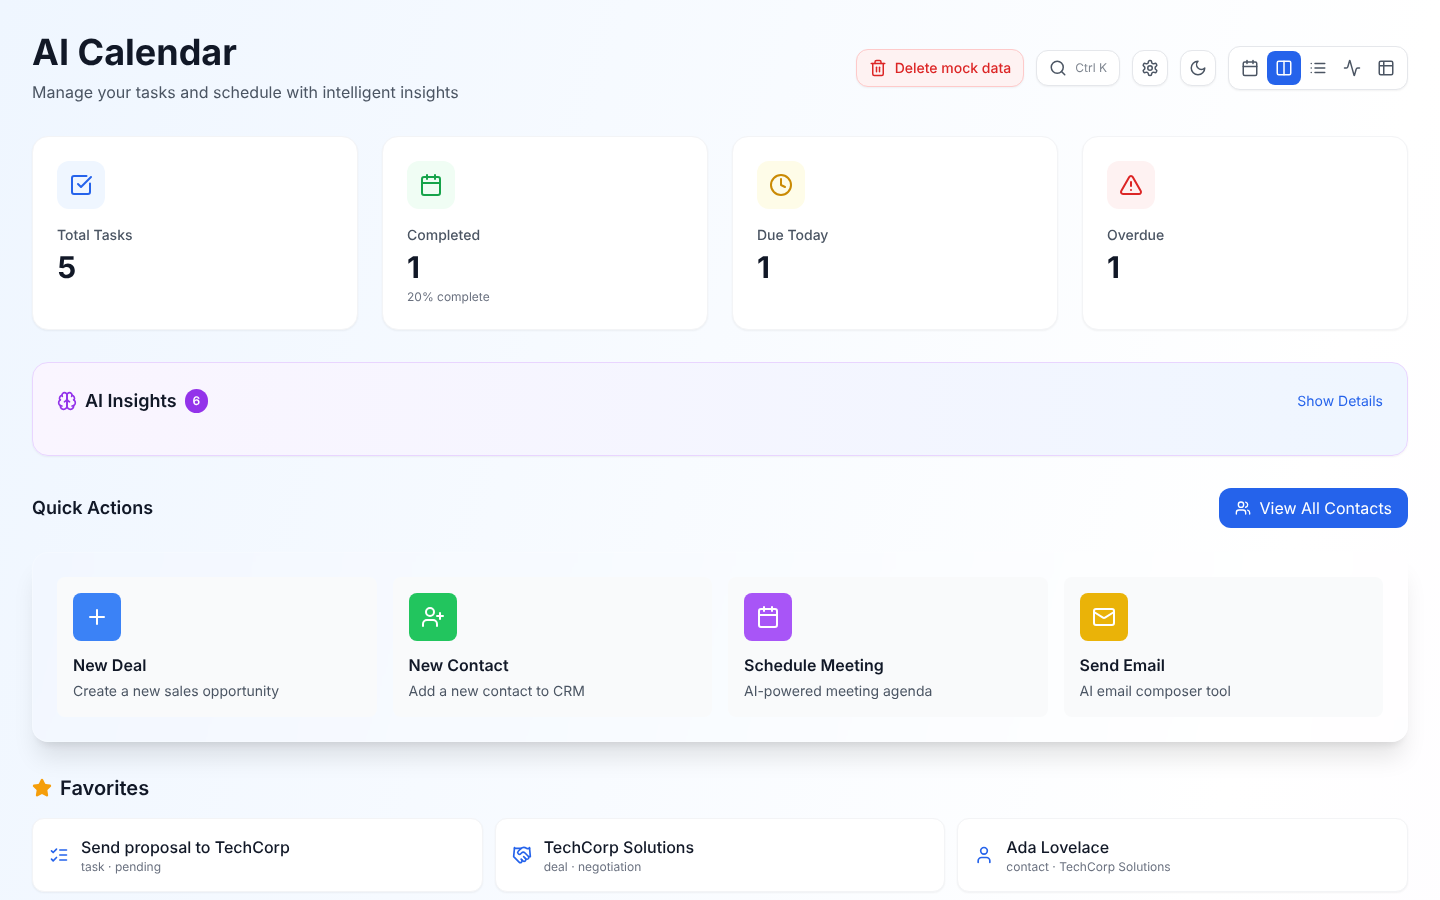 AI Calendar
Manage your tasks and schedule with intelligent insights
Delete mock data
Ctrl K
Total Tasks
5
Completed
1
20% complete
Due Today
1
Overdue
1
AI Insights
6
Show Details
Quick Actions
View All Contacts
New Deal
Create a new sales opportunity
New Contact
Add a new contact to CRM
Schedule Meeting
AI-powered meeting agenda
Send Email
AI email composer tool
Favorites
Send proposal to TechCorp
task · pending
TechCorp Solutions
deal · negotiation
Ada Lovelace
contact · TechCorp Solutions